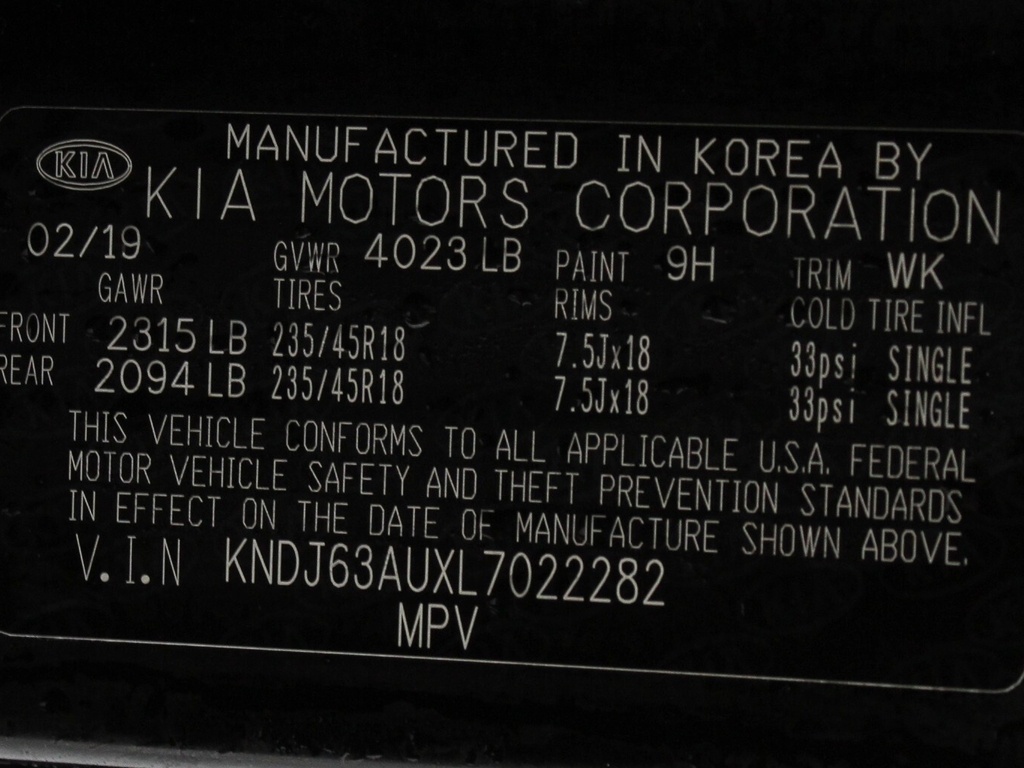 KIA MANUFACTURED IN KOREA BY
KIA MOTORS CORPORATION
02/19 GVWR 4023 LB PAINT 9H TRIM WK
GAWR TIRES RIMS COLD TIRE INFL
FRONT 2315 LB 235/45R18 7.5Jx18 33psi SINGLE
REAR 2094 LB 235/45R18 7.5Jx18 33psi SINGLE
THIS VEHICLE CONFORMS TO ALL APPLICABLE U.S.A. FEDERAL
MOTOR VEHICLE SAFETY AND THEFT PREVENTION STANDARDS
IN EFFECT ON THE DATE OF MANUFACTURE SHOWN ABOVE.
V.I.N KNDJ63AUXL7022282
MPV